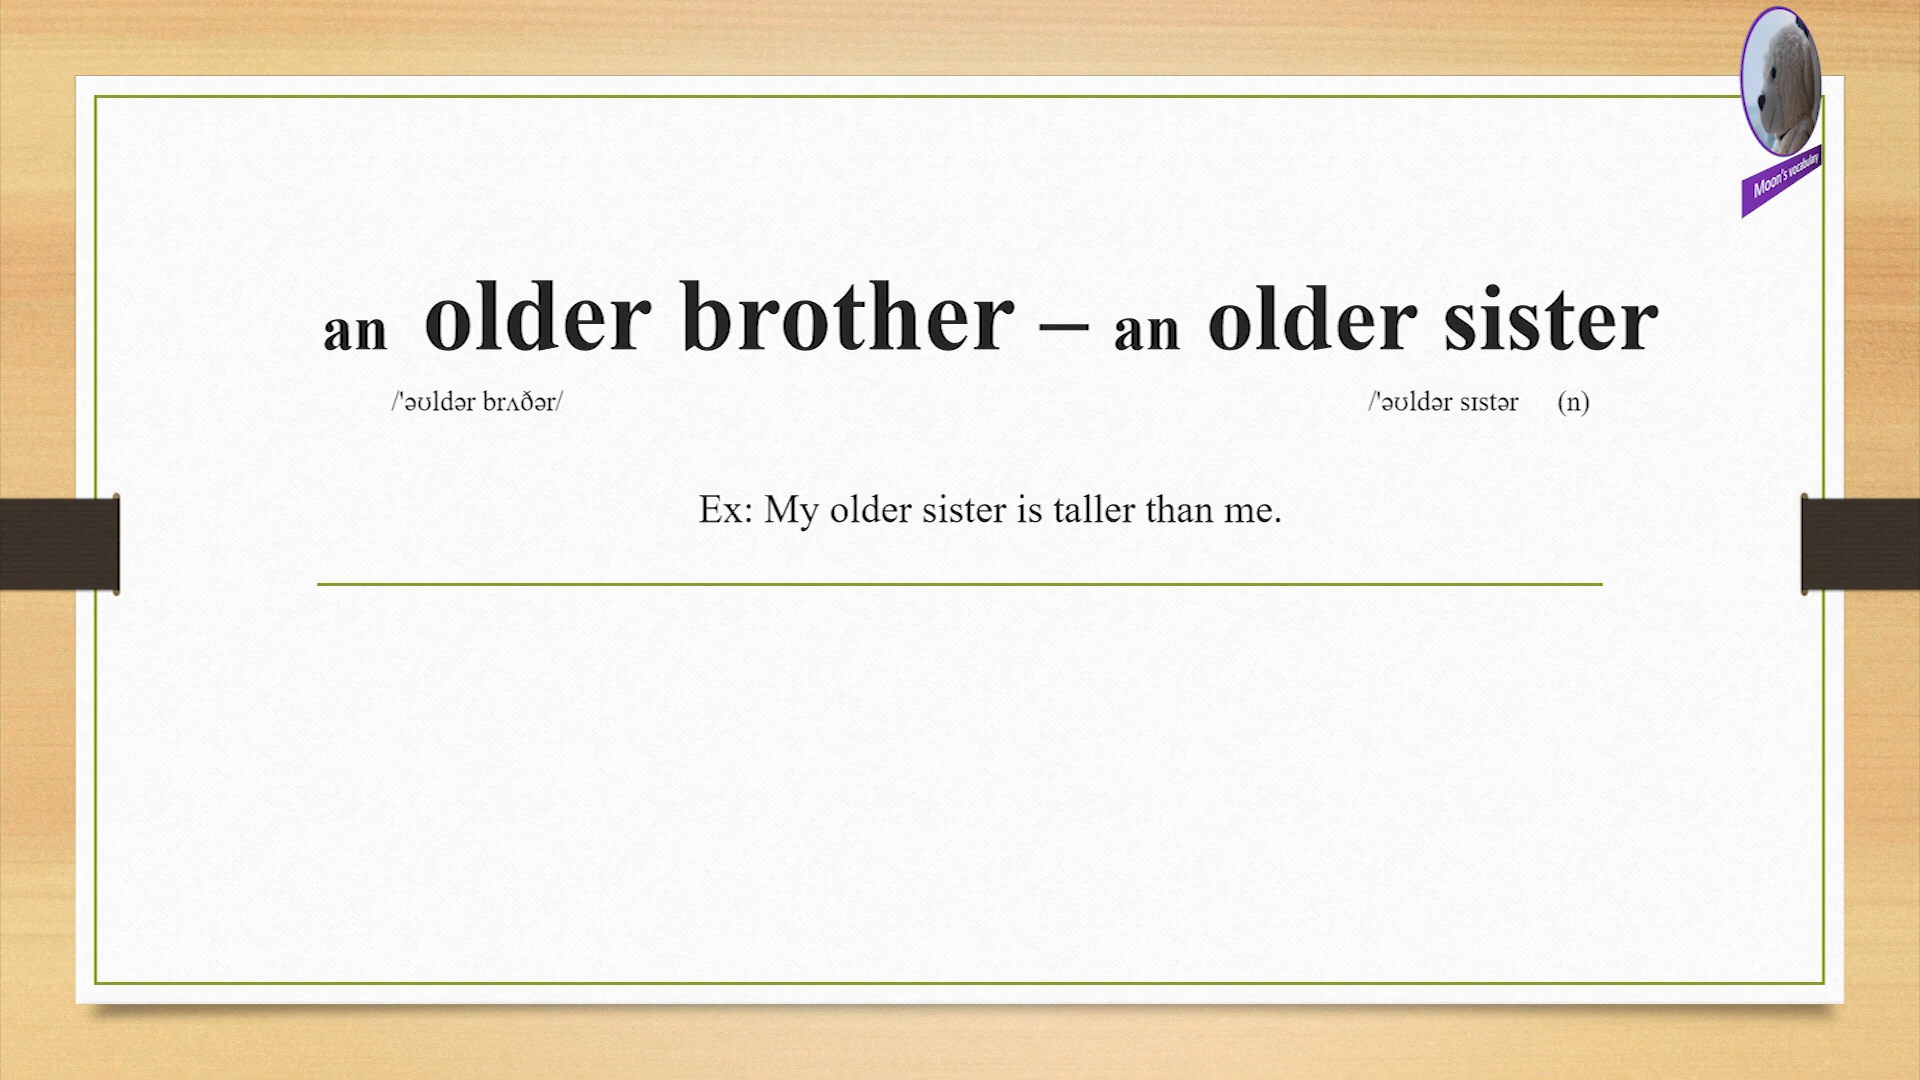 Moon's vocabulary
an older brother – an older sister
/'əʊldər brʌðər/ /'əʊldər sɪstər (n)
Ex: My older sister is taller than me.